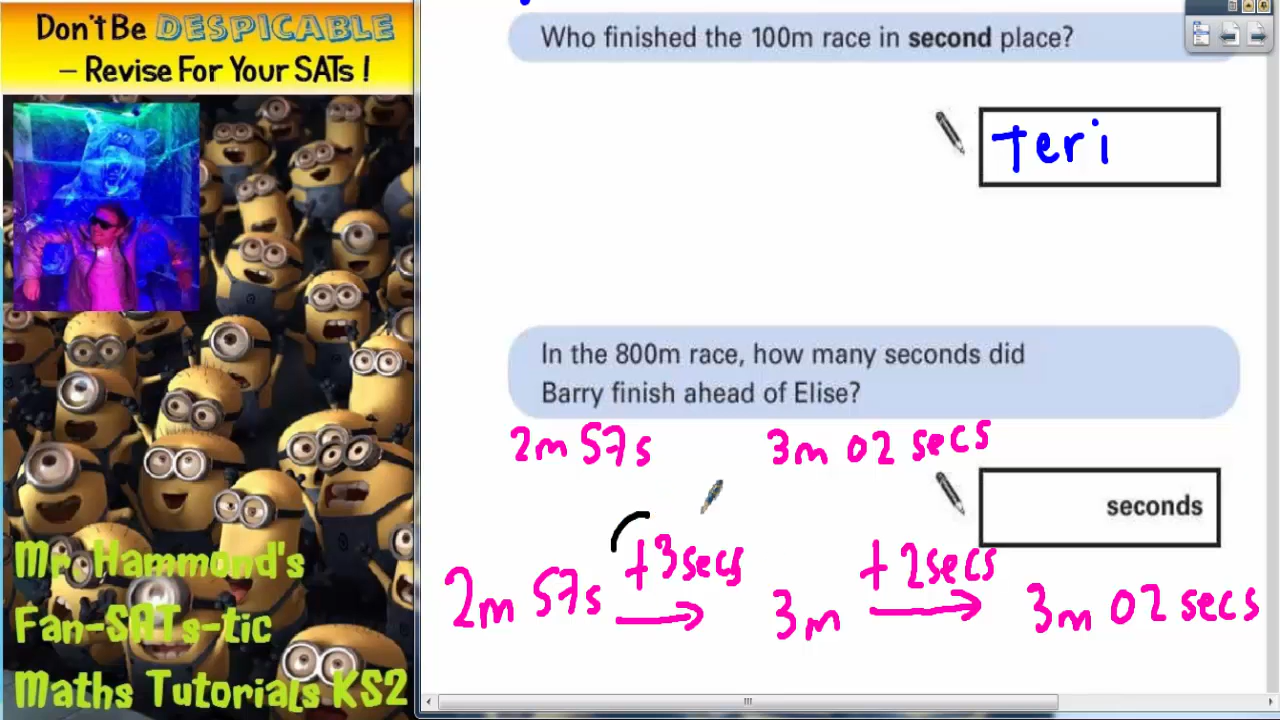 Don't Be DESPICABLE
– Revise For Your SATs !
Mr. Hammond's
Fan-SATs-tic
Maths Tutorials KS2
Who finished the 100m race in second place?
teri
In the 800m race, how many seconds did
Barry finish ahead of Elise?
2m 57s 3m 02 secs
seconds
+3secs +2secs
2m 57s 3m 3m 02 secs